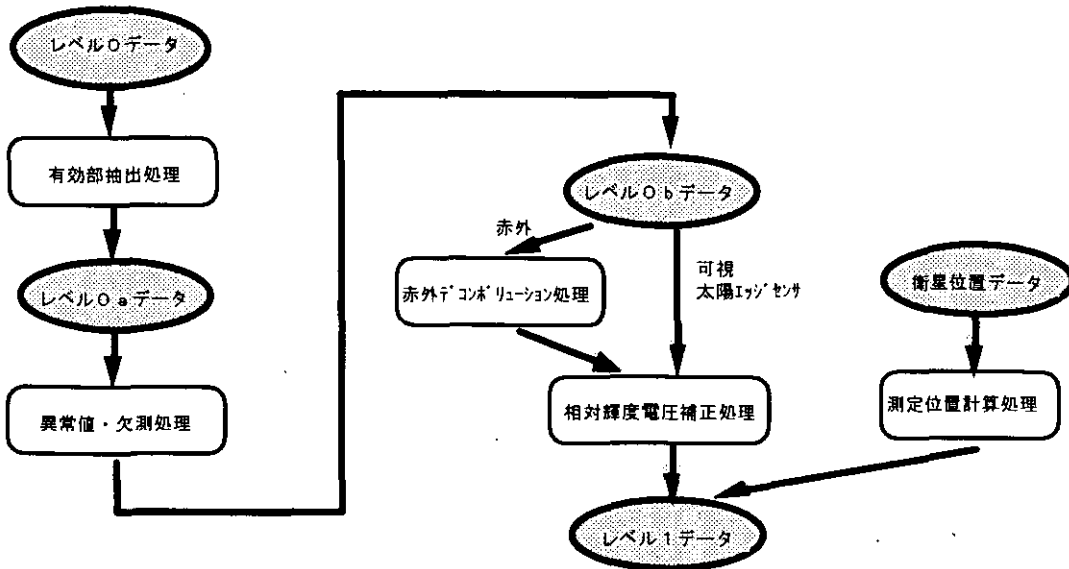 レベル0データ
有効部抽出処理
レベル0aデータ
異常値・欠測処理
レベル0bデータ
赤外
赤外ﾃﾞｺﾝﾎﾞﾘｭｰｼｮﾝ処理
可視
太陽ｴｯｼﾞｾﾝｻ
相対輝度電圧補正処理
衛星位置データ
測定位置計算処理
レベル1データ